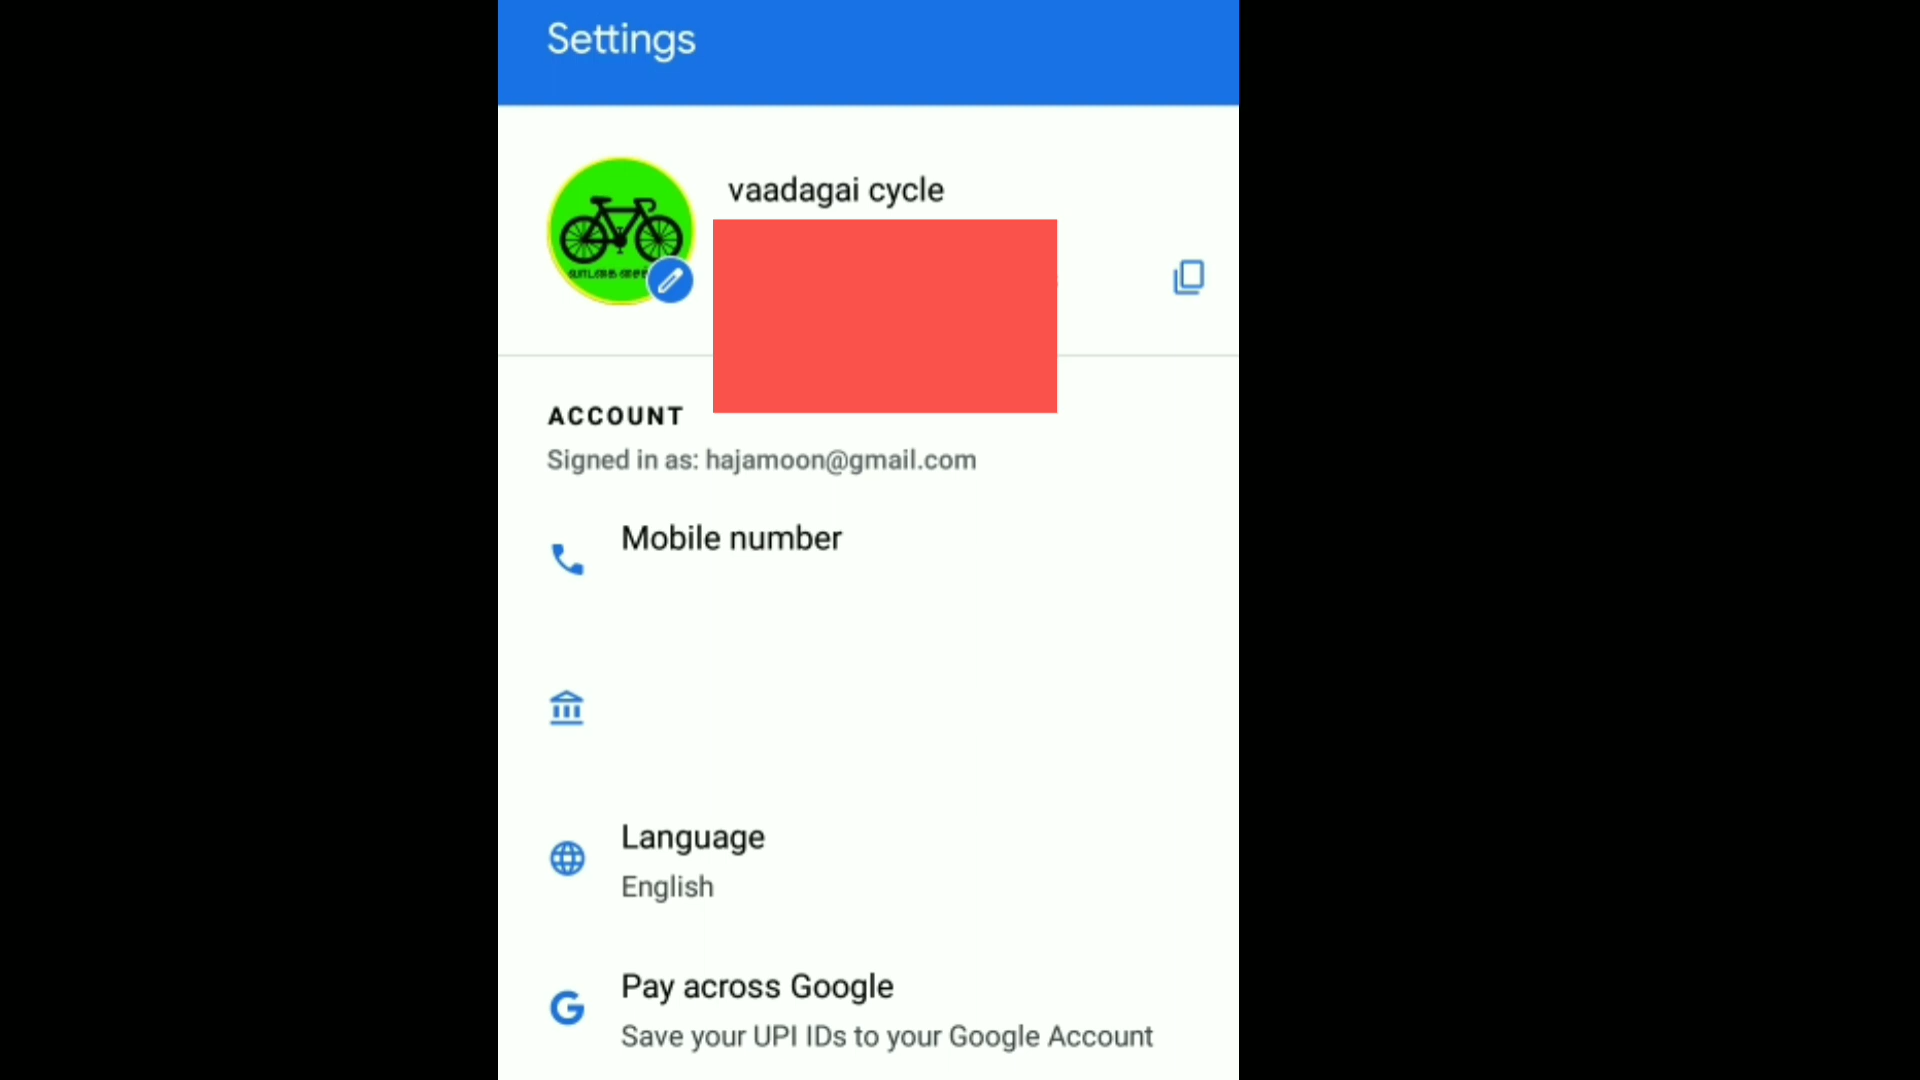 Settings
vaadagai cycle
ACCOUNT
Signed in as: hajamoon@gmail.com
Mobile number
Language
English
Pay across Google
Save your UPI IDs to your Google Account